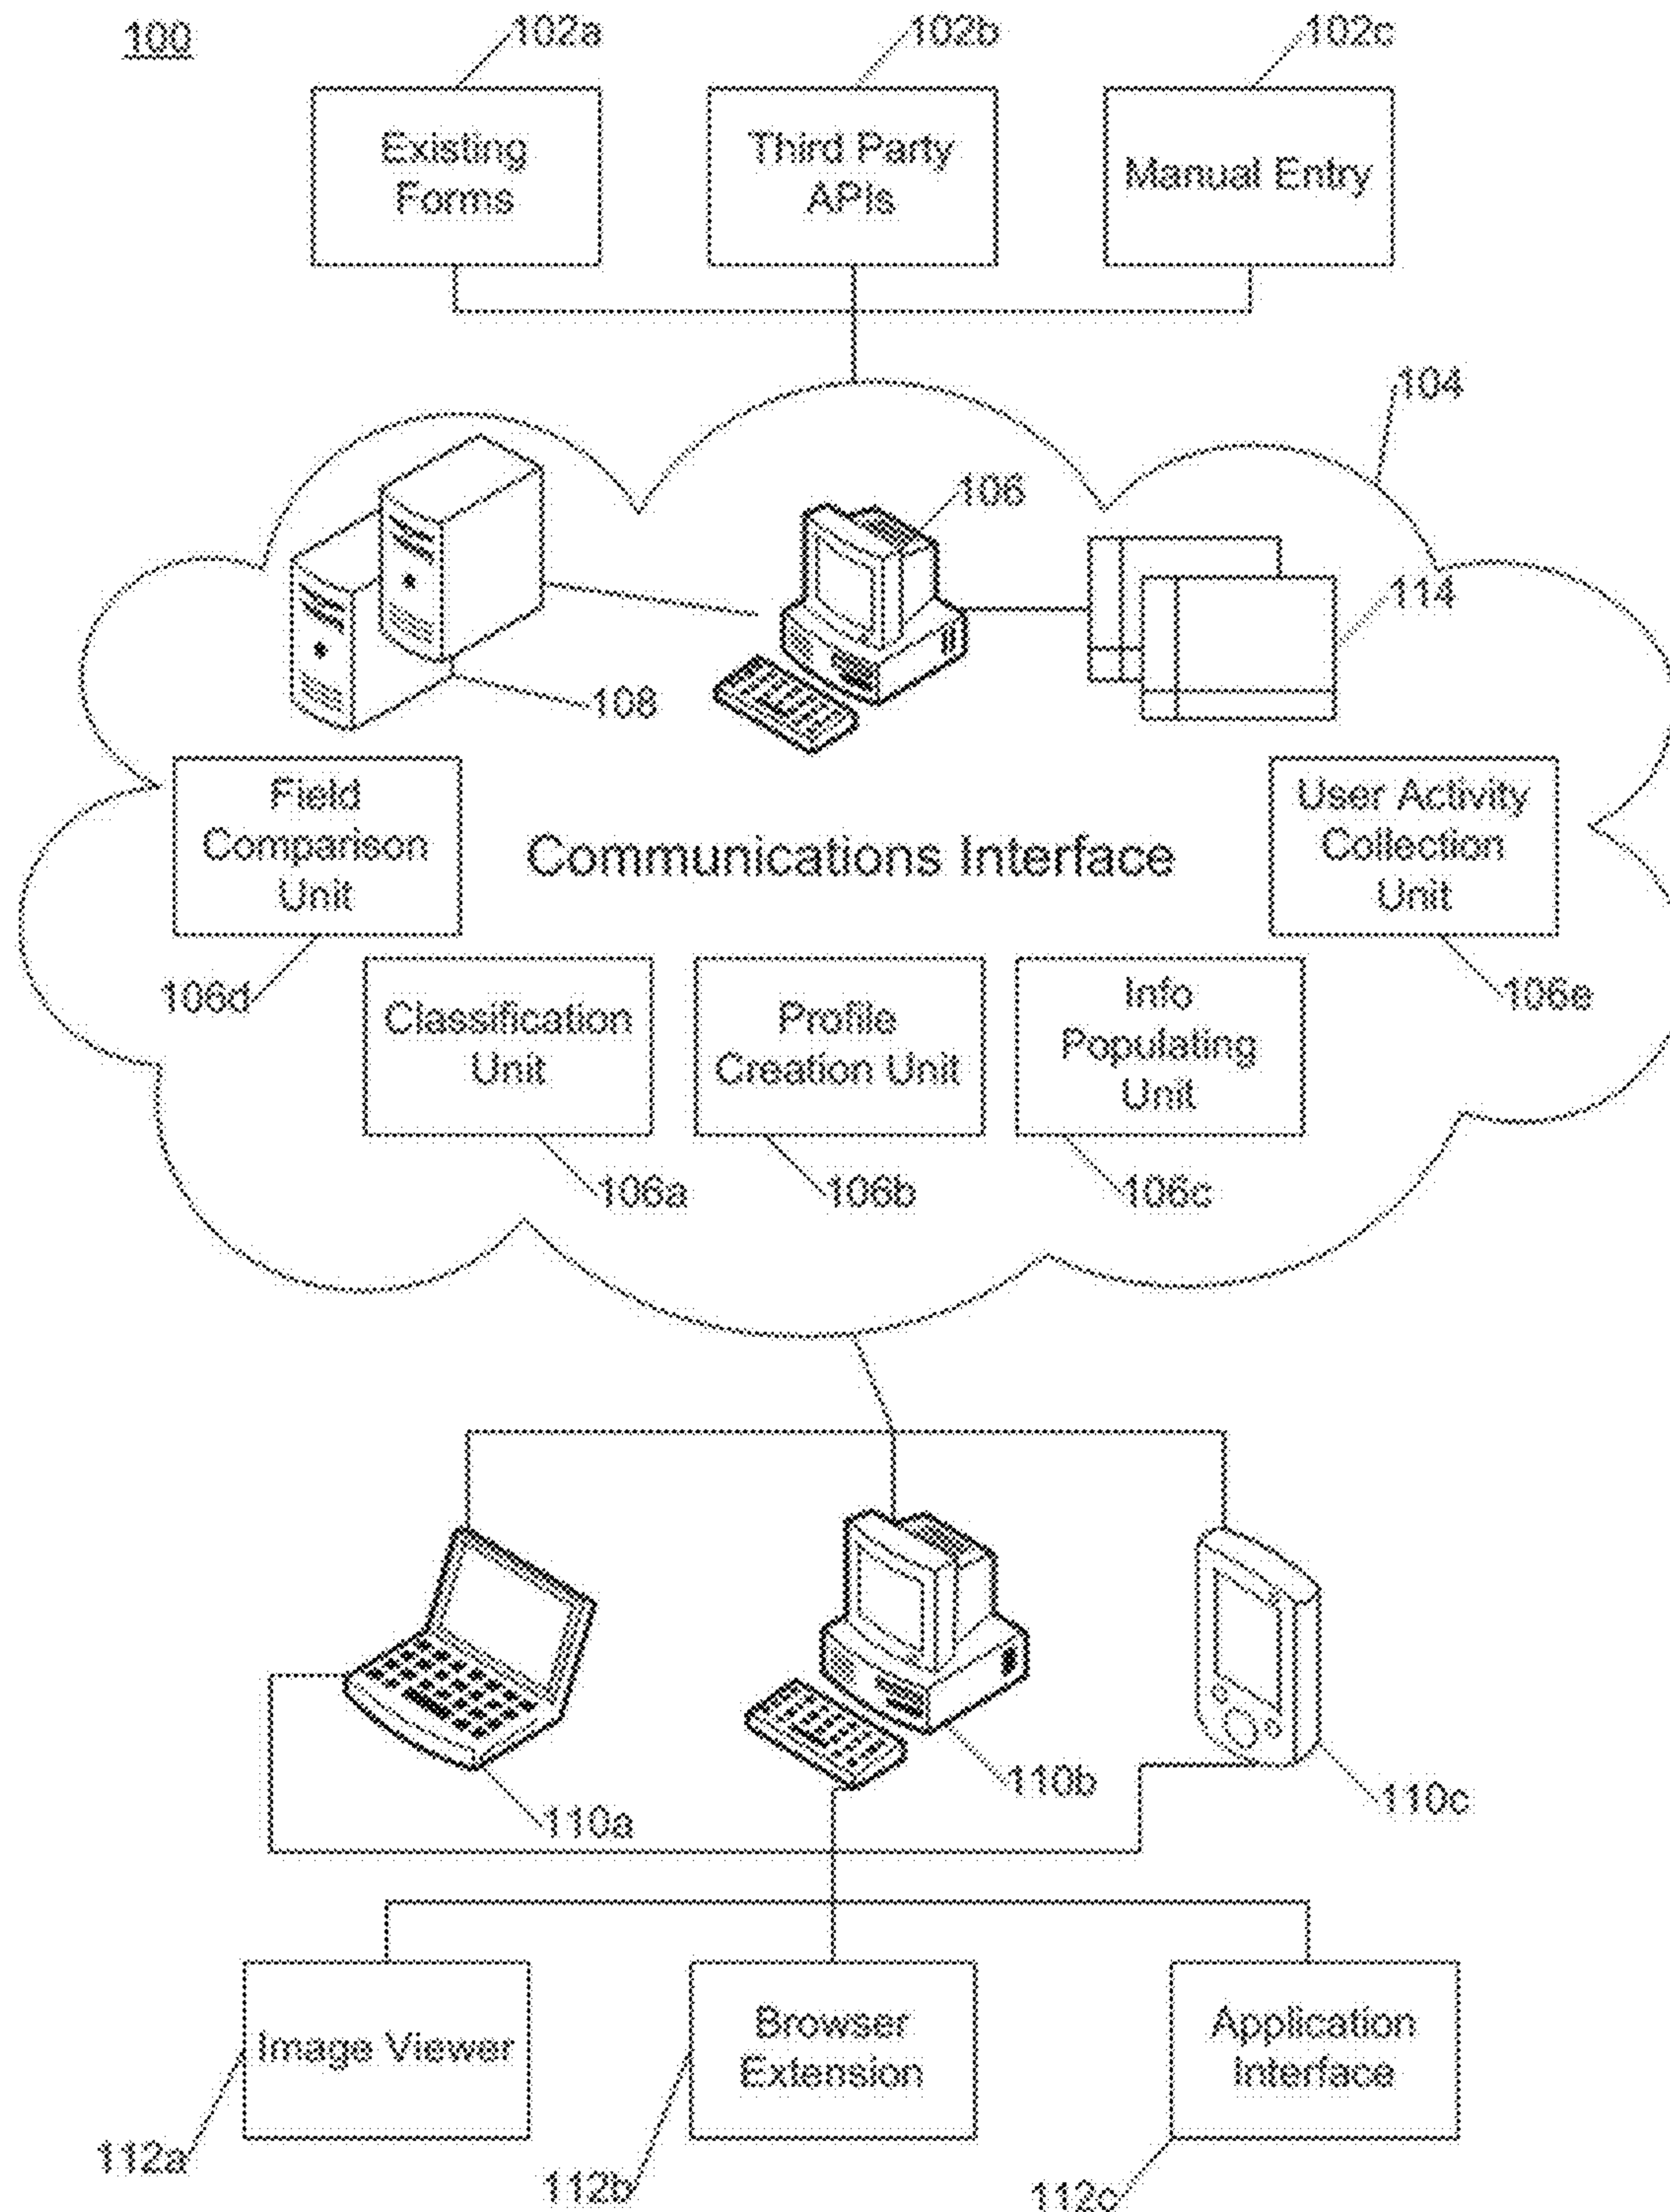 100
102a
102b
102c
Existing
Forms
Third Party
APIs
Manual Entry
104
106
114
108
Field
Comparison
Unit
Communications Interface
User Activity
Collection
Unit
106d
106e
Classification
Unit
Profile
Creation Unit
Info
Populating
Unit
106a
106b
106c
110a
110b
110c
Image Viewer
Browser
Extension
Application
Interface
112a
112b
112c